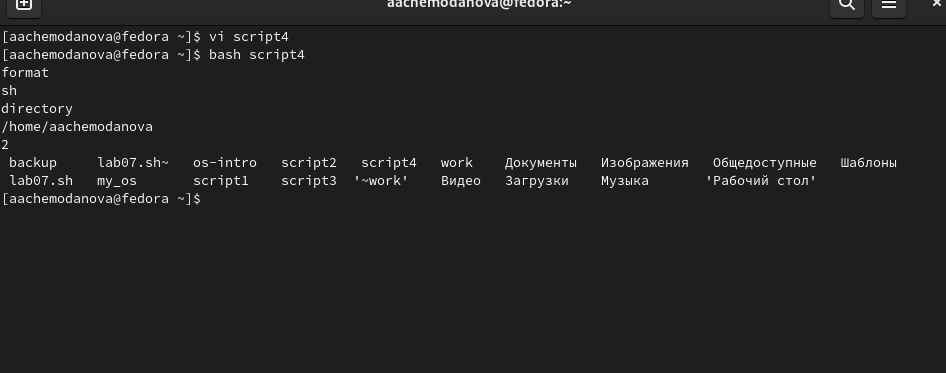 aachemodanova@fedora:~
[aachemodanova@fedora ~]$ vi script4
[aachemodanova@fedora ~]$ bash script4
format
sh
directory
/home/aachemodanova
2
backup lab07.sh~ os-intro script2 script4 work Документы Изображения Общедоступные Шаблоны
lab07.sh my_os script1 script3 '~work' Видео Загрузки Музыка 'Рабочий стол'
[aachemodanova@fedora ~]$